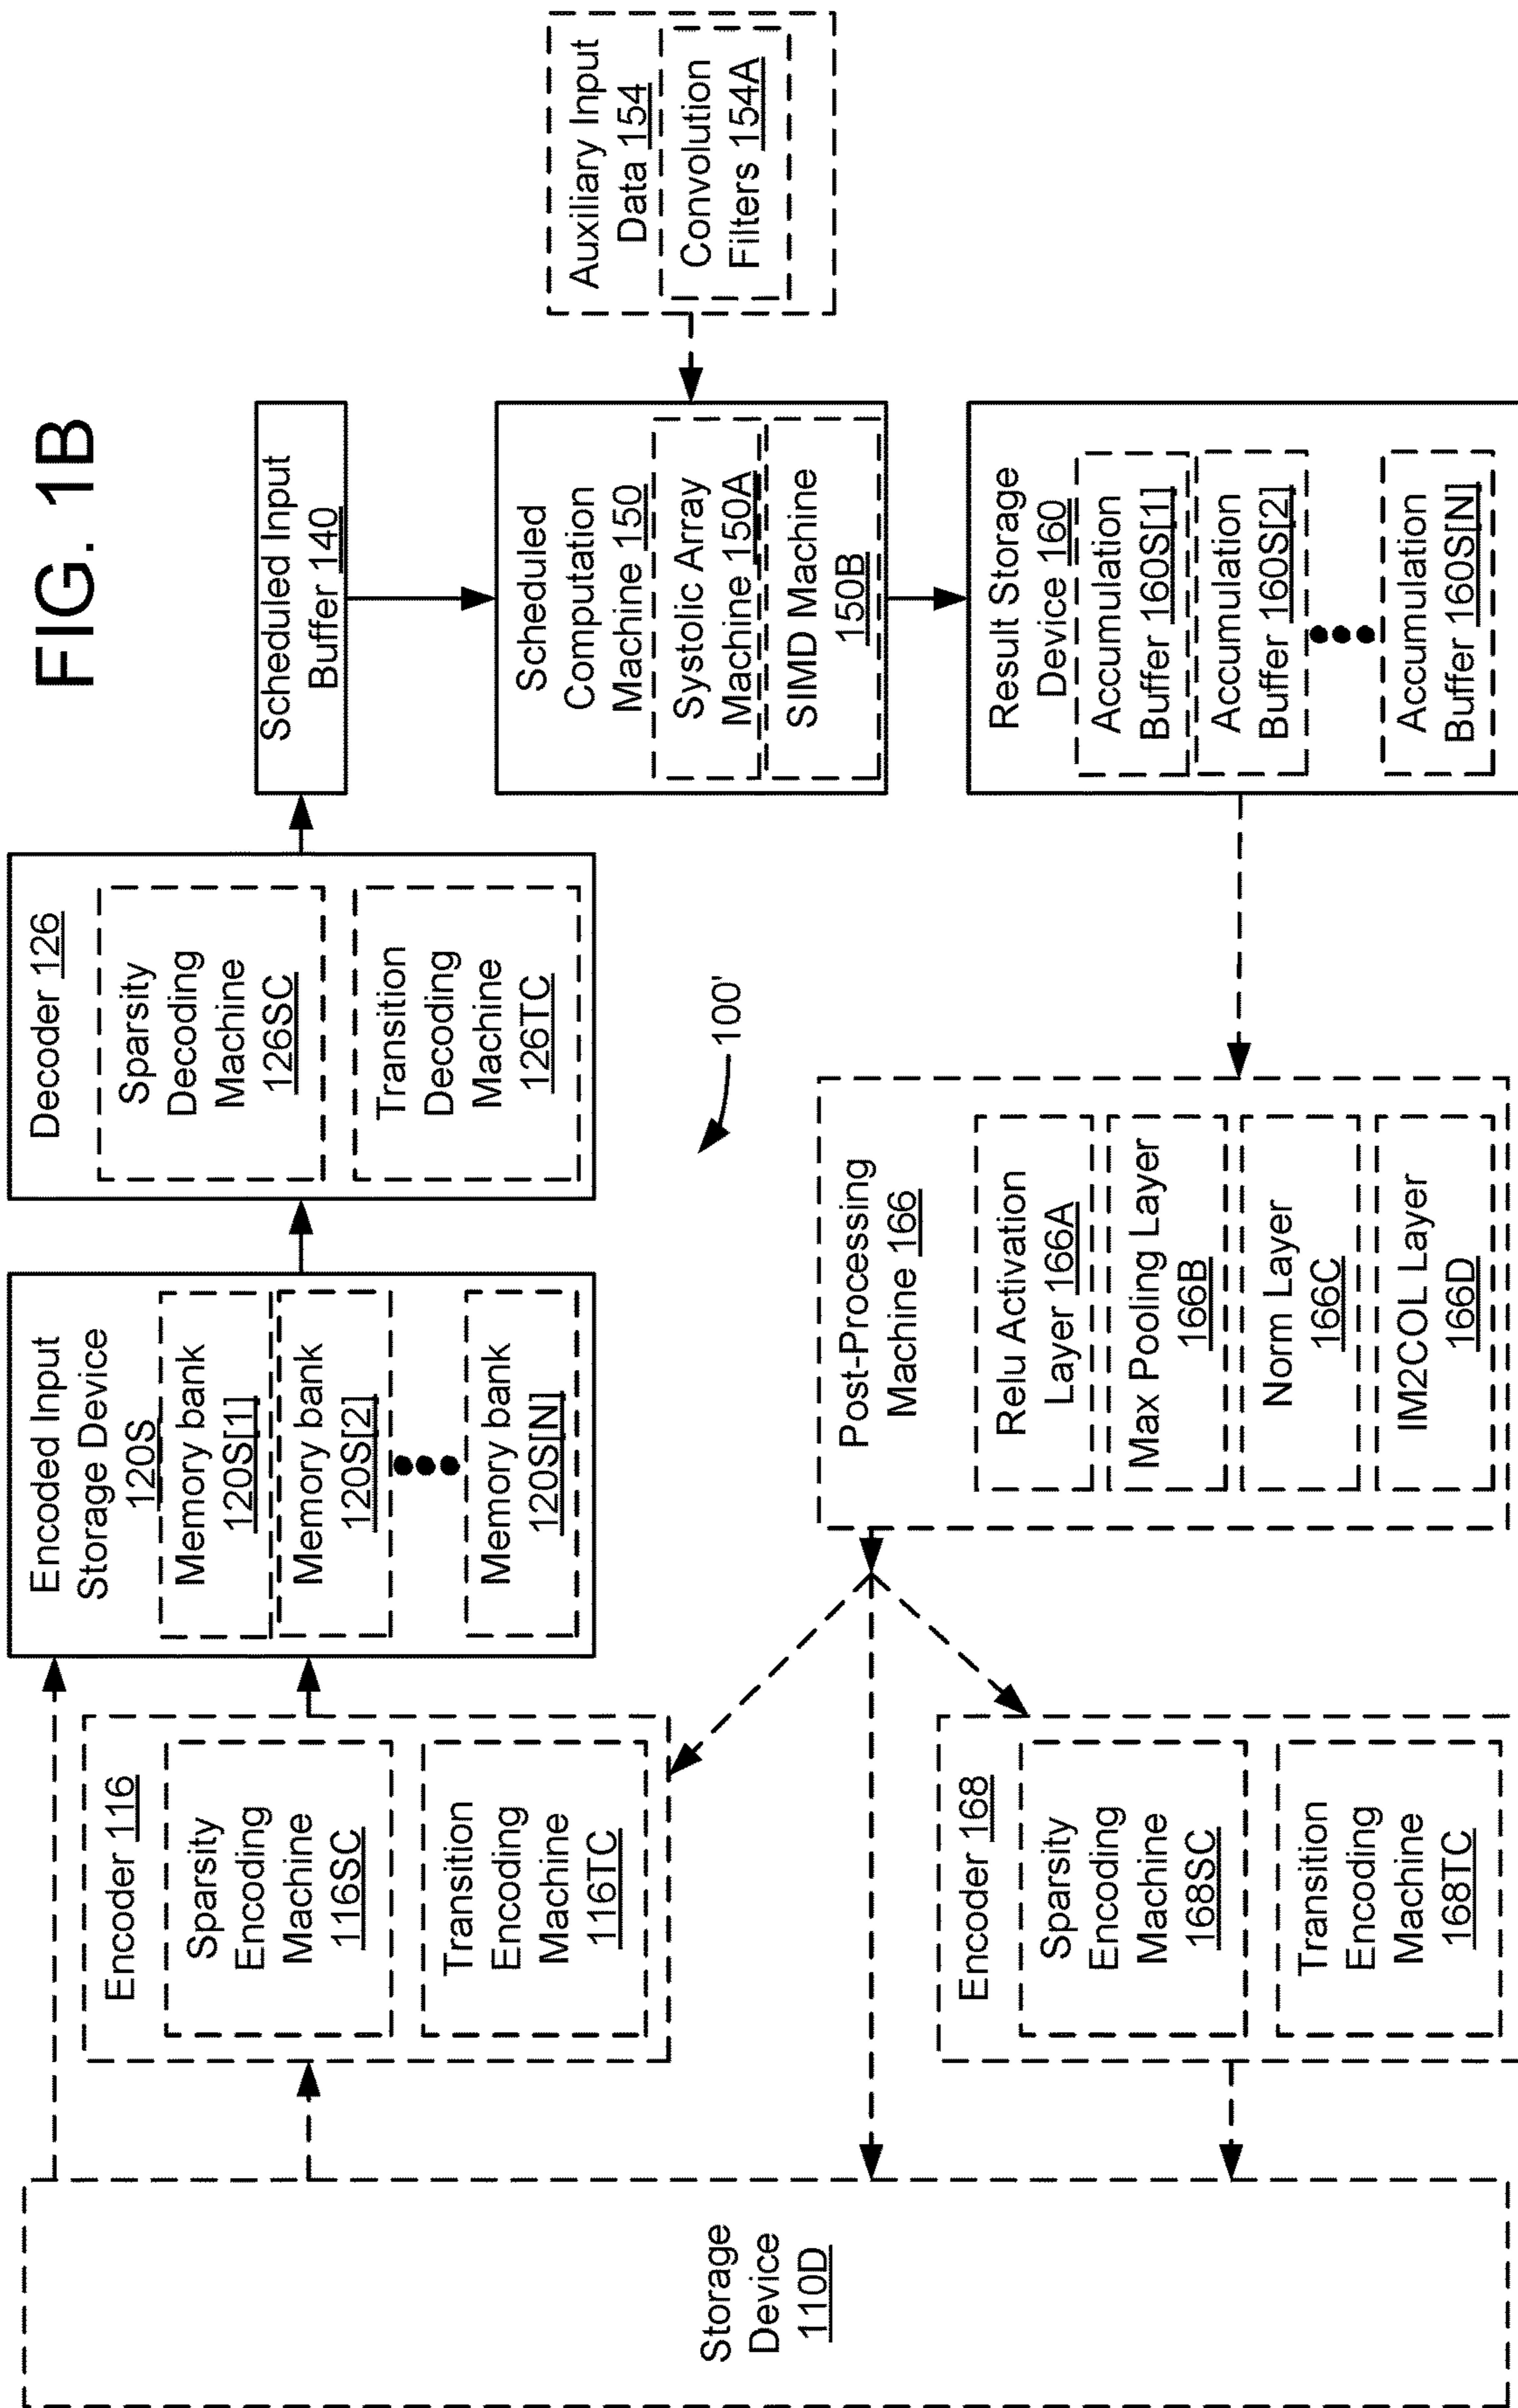 FIG. 1B
Storage
Device
110D
Encoder 116
Sparsity
Encoding
Machine
116SC
Transition
Encoding
Machine
116TC
Encoded Input
Storage Device
120S
Memory bank
120S[1]
Memory bank
120S[2]
Memory bank
120S[N]
Decoder 126
Sparsity
Decoding
Machine
126SC
Transition
Decoding
Machine
126TC
Scheduled Input
Buffer 140
Scheduled
Computation
Machine 150
Systolic Array
Machine 150A
SIMD Machine
150B
Auxiliary Input
Data 154
Convolution
Filters 154A
Result Storage
Device 160
Accumulation
Buffer 160S[1]
Accumulation
Buffer 160S[2]
Accumulation
Buffer 160S[N]
100'
Post-Processing
Machine 166
Relu Activation
Layer 166A
Max Pooling Layer
166B
Norm Layer
166C
IM2COL Layer
166D
Encoder 168
Sparsity
Encoding
Machine
168SC
Transition
Encoding
Machine
168TC